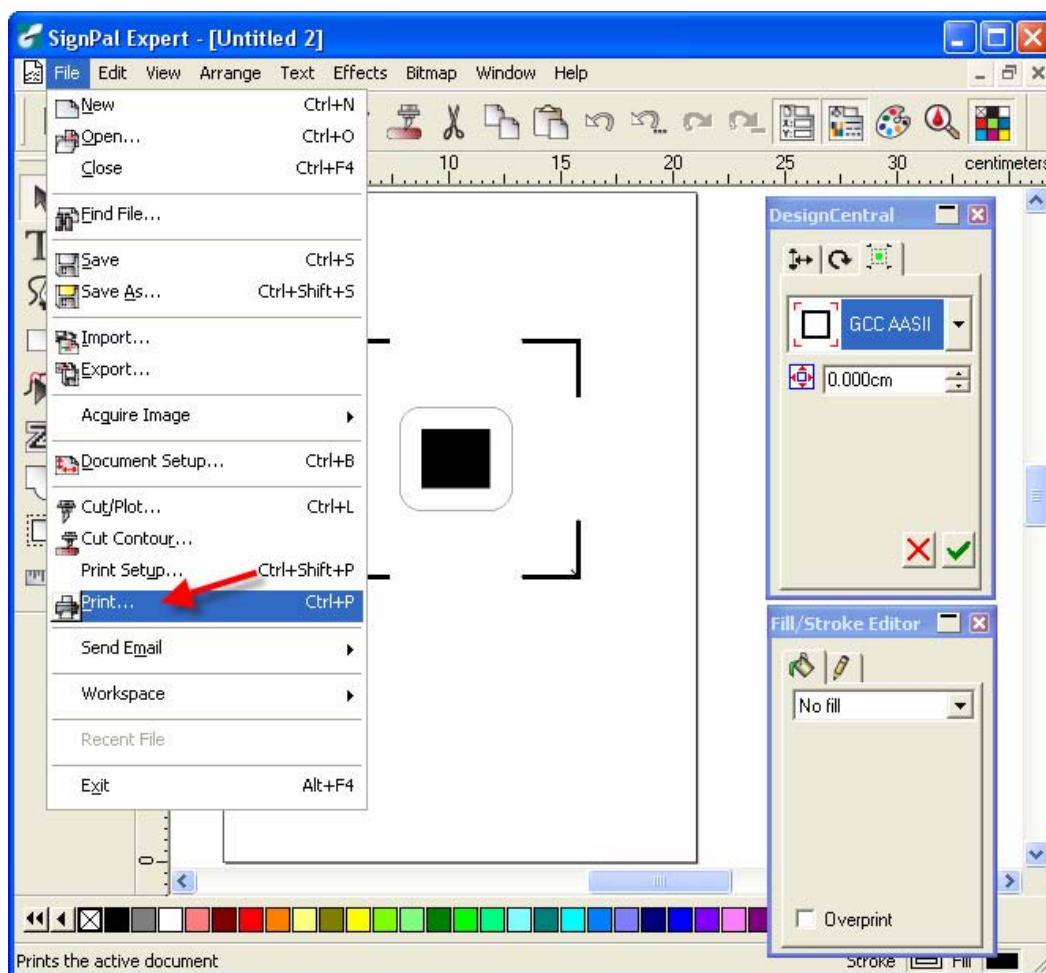 SignPal Expert - [Untitled 2]
File Edit View Arrange Text Effects Bitmap Window Help
New Ctrl+N
Open... Ctrl+O
Close Ctrl+F4
Find File...
Save Ctrl+S
Save As... Ctrl+Shift+S
Import...
Export...
Acquire Image
Document Setup... Ctrl+B
Cut/Plot... Ctrl+L
Cut Contour...
Print Setup... Ctrl+Shift+P
Print... Ctrl+P
Send Email
Workspace
Recent File
Exit Alt+F4
10 15 20 25 30 centimeters
DesignCentral
GCC AASII
0.000cm
Fill/Stroke Editor
No fill
Overprint
0
Prints the active document
Stroke Fill